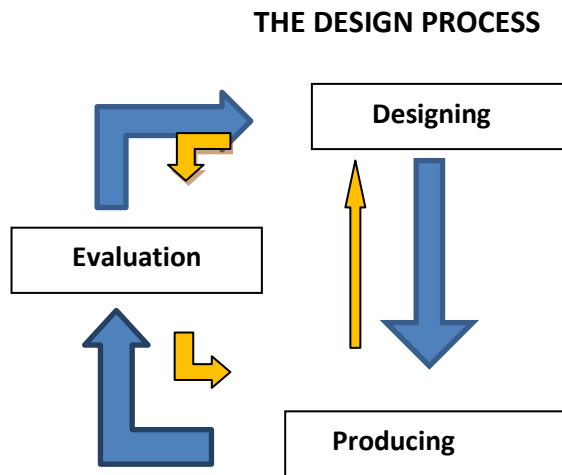 THE DESIGN PROCESS
Designing
Evaluation
Producing